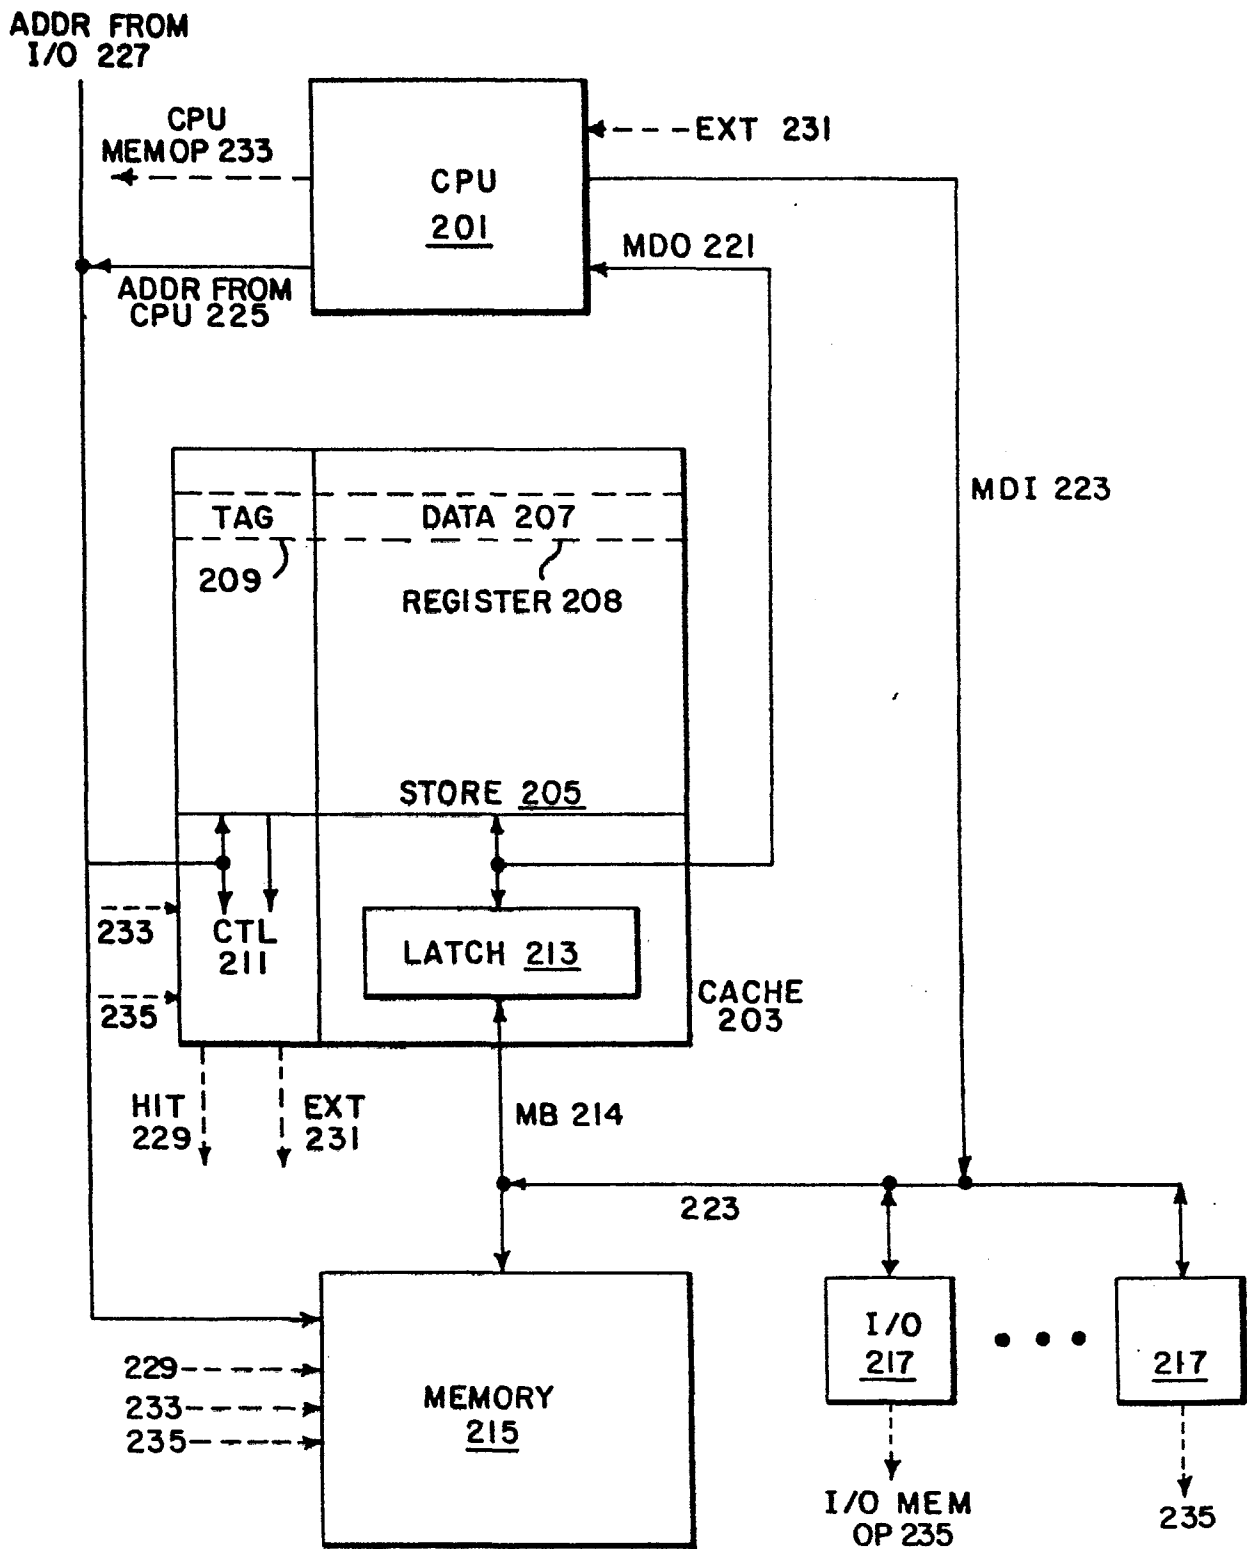 ADDR FROM
I/O 227
CPU
MEMOP 233
EXT 231
CPU
201
MDO 221
ADDR FROM
CPU 225
MDI 223
TAG
DATA 207
209
REGISTER 208
STORE 205
233
CTL
211
LATCH 213
235
CACHE
203
HIT
229
EXT
231
MB 214
223
I/O
217
217
229
233
235
MEMORY
215
I/O MEM
OP 235
235